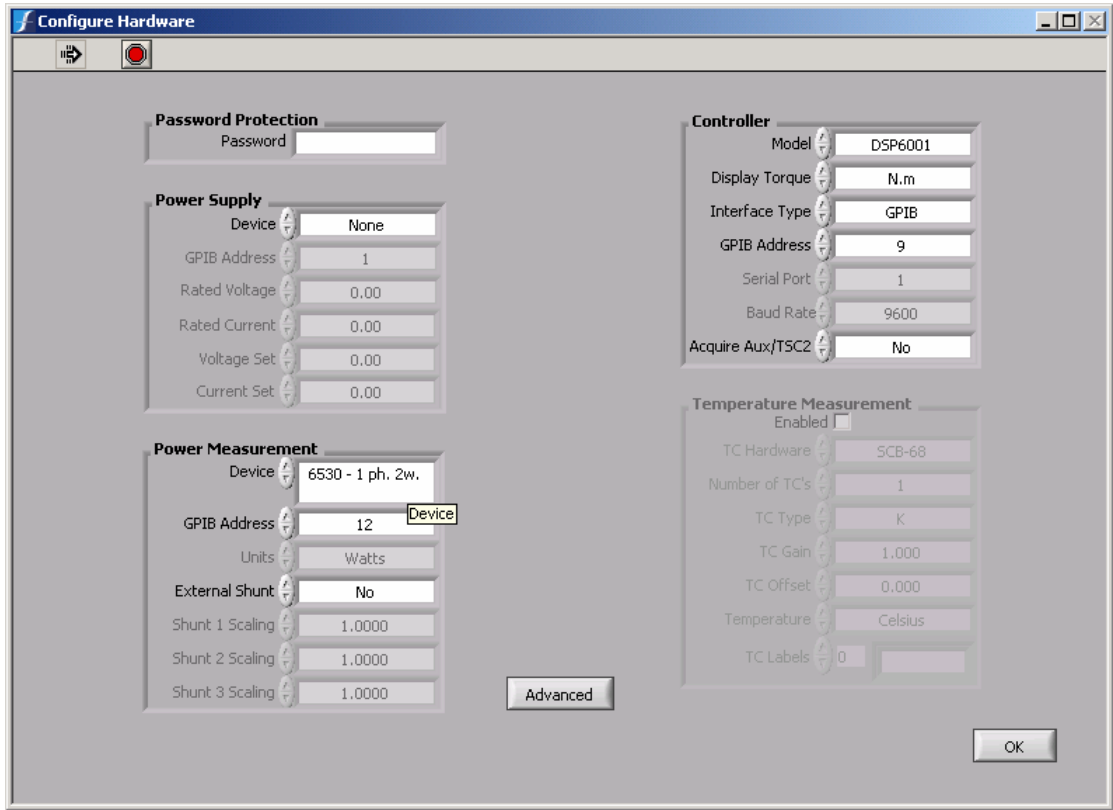 Configure Hardware
Password Protection
Password
Power Supply
Device None
GPIB Address 1
Rated Voltage 0.00
Rated Current 0.00
Voltage Set 0.00
Current Set 0.00
Power Measurement
Device 6530 - 1 ph. 2w.
Device
GPIB Address 12
Units Watts
External Shunt No
Shunt 1 Scaling 1.0000
Shunt 2 Scaling 1.0000
Shunt 3 Scaling 1.0000
Advanced
Controller
Model DSP6001
Display Torque N.m
Interface Type GPIB
GPIB Address 9
Serial Port 1
Baud Rate 9600
Acquire Aux/TSC2 No
Temperature Measurement
Enabled
TC Hardware SCB-68
Number of TC's 1
TC Type K
TC Gain 1.000
TC Offset 0.000
Temperature Celsius
TC Labels 0
OK